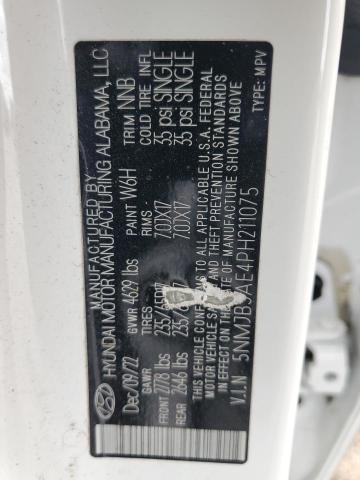 MANUFACTURED BY
HYUNDAI MOTOR MANUFACTURING ALABAMA, LLC
Dec/09/22 PAINT W6H TRIM NNB
GVWR 4629 lbs
GAWR TIRES RIMS COLD TIRE INFL
FRONT 2778 lbs 235/ 7.0JX17 35 psi SINGLE
REAR 2646 lbs 235/ 7.0JX17 35 psi SINGLE
THIS VEHICLE CONFORMS TO ALL APPLICABLE U.S.A. FEDERAL
MOTOR VEHICLE SAFETY AND THEFT PREVENTION STANDARDS
IN EFFECT ON THE DATE OF MANUFACTURE SHOWN ABOVE
V.I.N 5NMJB3AE4PH211075 TYPE: MPV